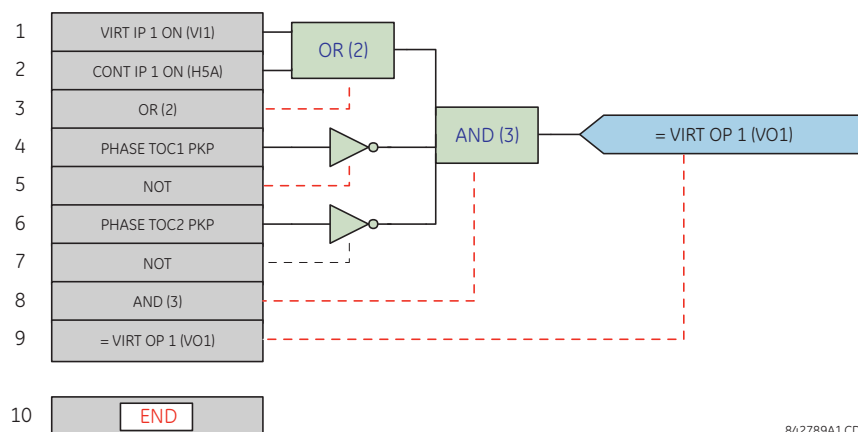 1 VIRT IP 1 ON (VI1)
OR (2)
2 CONT IP 1 ON (H5A)
3 OR (2)
4 PHASE TOC1 PKP
AND (3)
= VIRT OP 1 (VO1)
5 NOT
6 PHASE TOC2 PKP
7 NOT
8 AND (3)
9 = VIRT OP 1 (VO1)
10 END